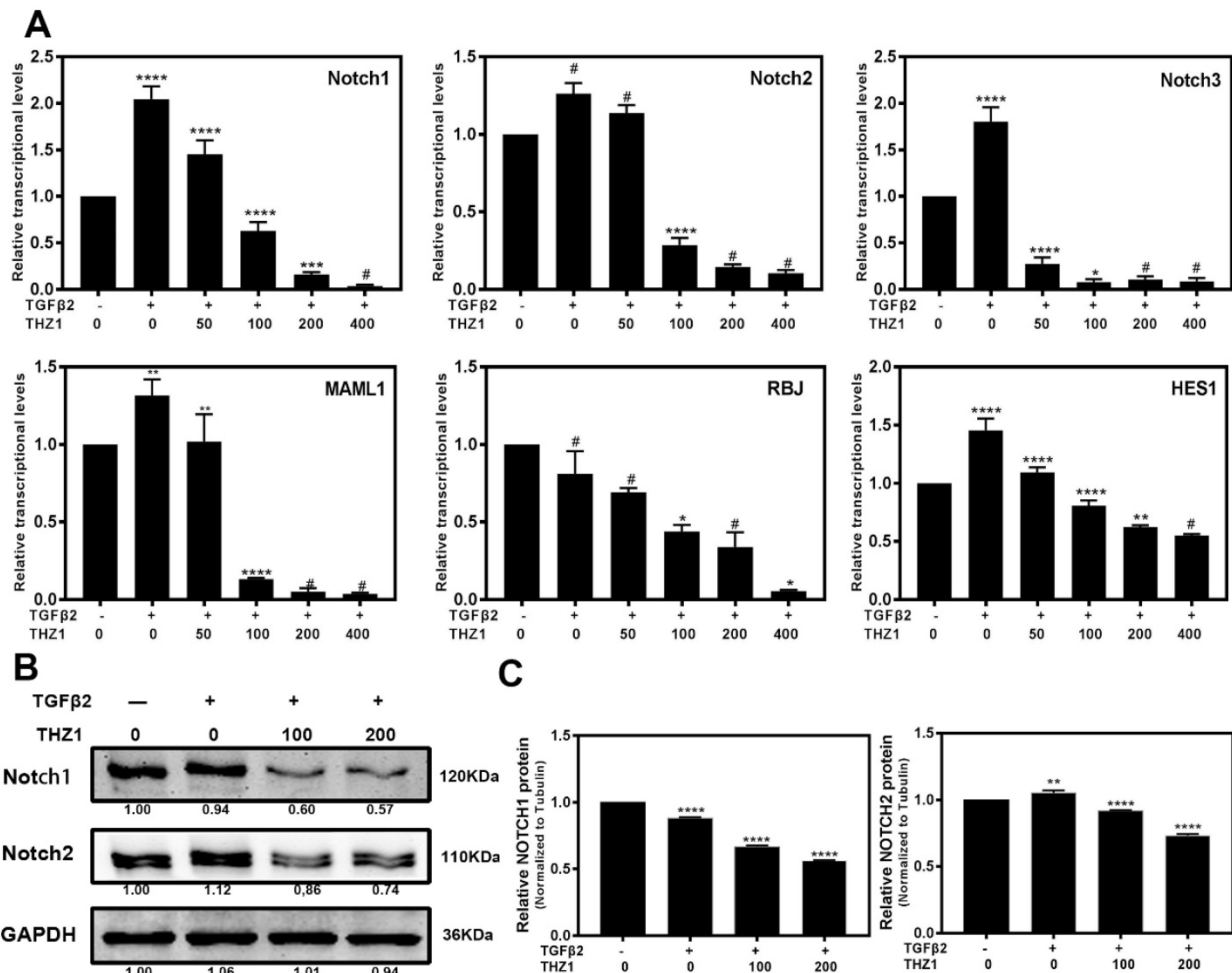 A
Notch1
Relative transcriptional levels
2.5
2.0
1.5
1.0
0.5
0.0
****
****
****
***
#
TGFβ2 - + + + + +
THZ1 0 0 50 100 200 400
Notch2
Relative transcriptional levels
1.5
1.0
0.5
0.0
#
#
****
#
#
TGFβ2 - + + + + +
THZ1 0 0 50 100 200 400
Notch3
Relative transcriptional levels
2.5
2.0
1.5
1.0
0.5
0.0
****
****
*
#
#
TGFβ2 - + + + + +
THZ1 0 0 50 100 200 400
MAML1
Relative transcriptional levels
1.5
1.0
0.5
0.0
**
**
****
#
#
TGFβ2 - + + + + +
THZ1 0 0 50 100 200 400
RBJ
Relative transcriptional levels
1.5
1.0
0.5
0.0
#
#
*
#
*
TGFβ2 - + + + + +
THZ1 0 0 50 100 200 400
HES1
Relative transcriptional levels
2.0
1.5
1.0
0.5
0.0
****
****
****
**
#
TGFβ2 - + + + + +
THZ1 0 0 50 100 200 400
B
TGFβ2 — + + +
THZ1 0 0 100 200
Notch1 120KDa
1.00 0.94 0.60 0.57
Notch2 110KDa
1.00 1.12 0,86 0.74
GAPDH 36KDa
1.00 1.06 1.01 0.94
C
Relative NOTCH1 protein
(Normalized to Tubulin)
1.5
1.0
0.5
0.0
****
****
****
TGFβ2 - + + +
THZ1 0 0 100 200
Relative NOTCH2 protein
(Normalized to Tubulin)
1.5
1.0
0.5
0.0
**
****
****
TGFβ2 - + + +
THZ1 0 0 100 200